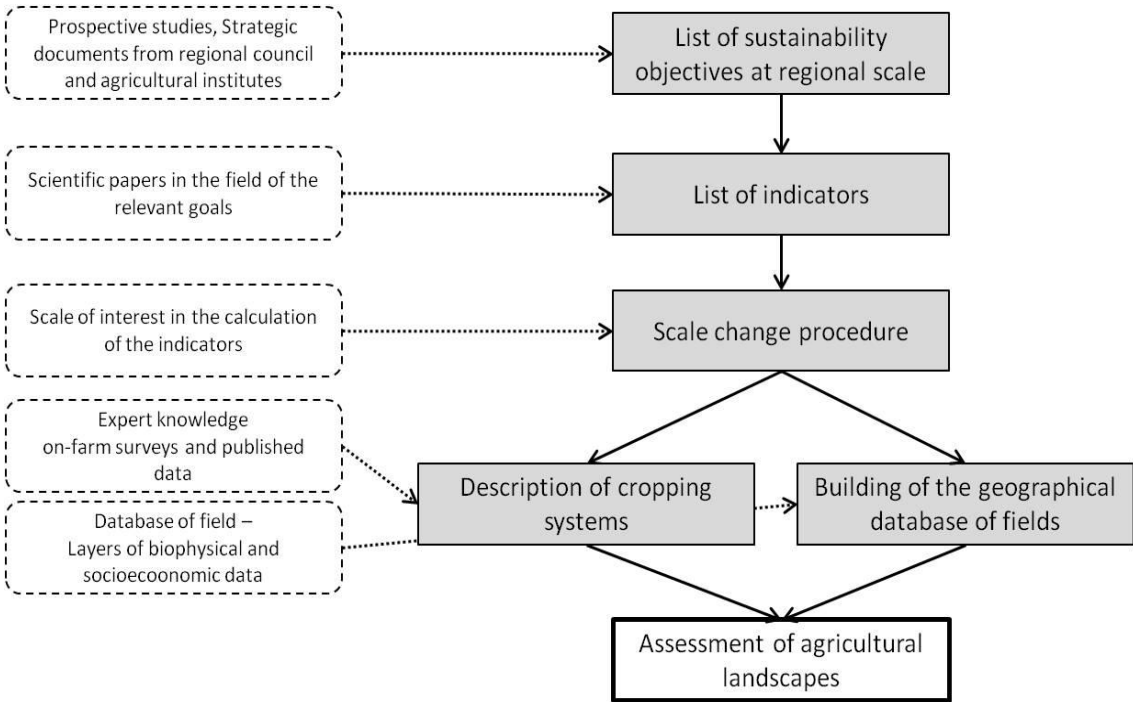 Prospective studies, Strategic
documents from regional council
and agricultural institutes
List of sustainability
objectives at regional scale
Scientific papers in the field of the
relevant goals
List of indicators
Scale of interest in the calculation
of the indicators
Scale change procedure
Expert knowledge
on-farm surveys and published
data
Database of field –
Layers of biophysical and
socioecoonomic data
Description of cropping
systems
Building of the geographical
database of fields
Assessment of agricultural
landscapes